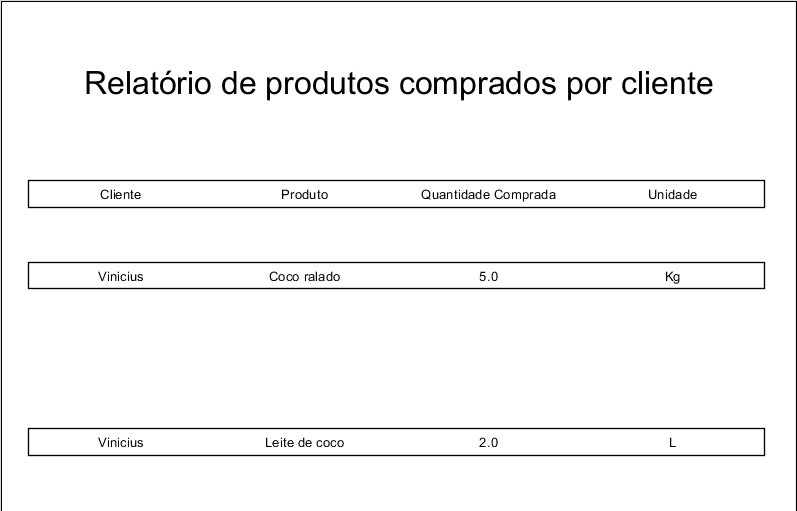 Relatório de produtos comprados por cliente
Cliente Produto Quantidade Comprada Unidade
Vinicius Coco ralado 5.0 Kg
Vinicius Leite de coco 2.0 L